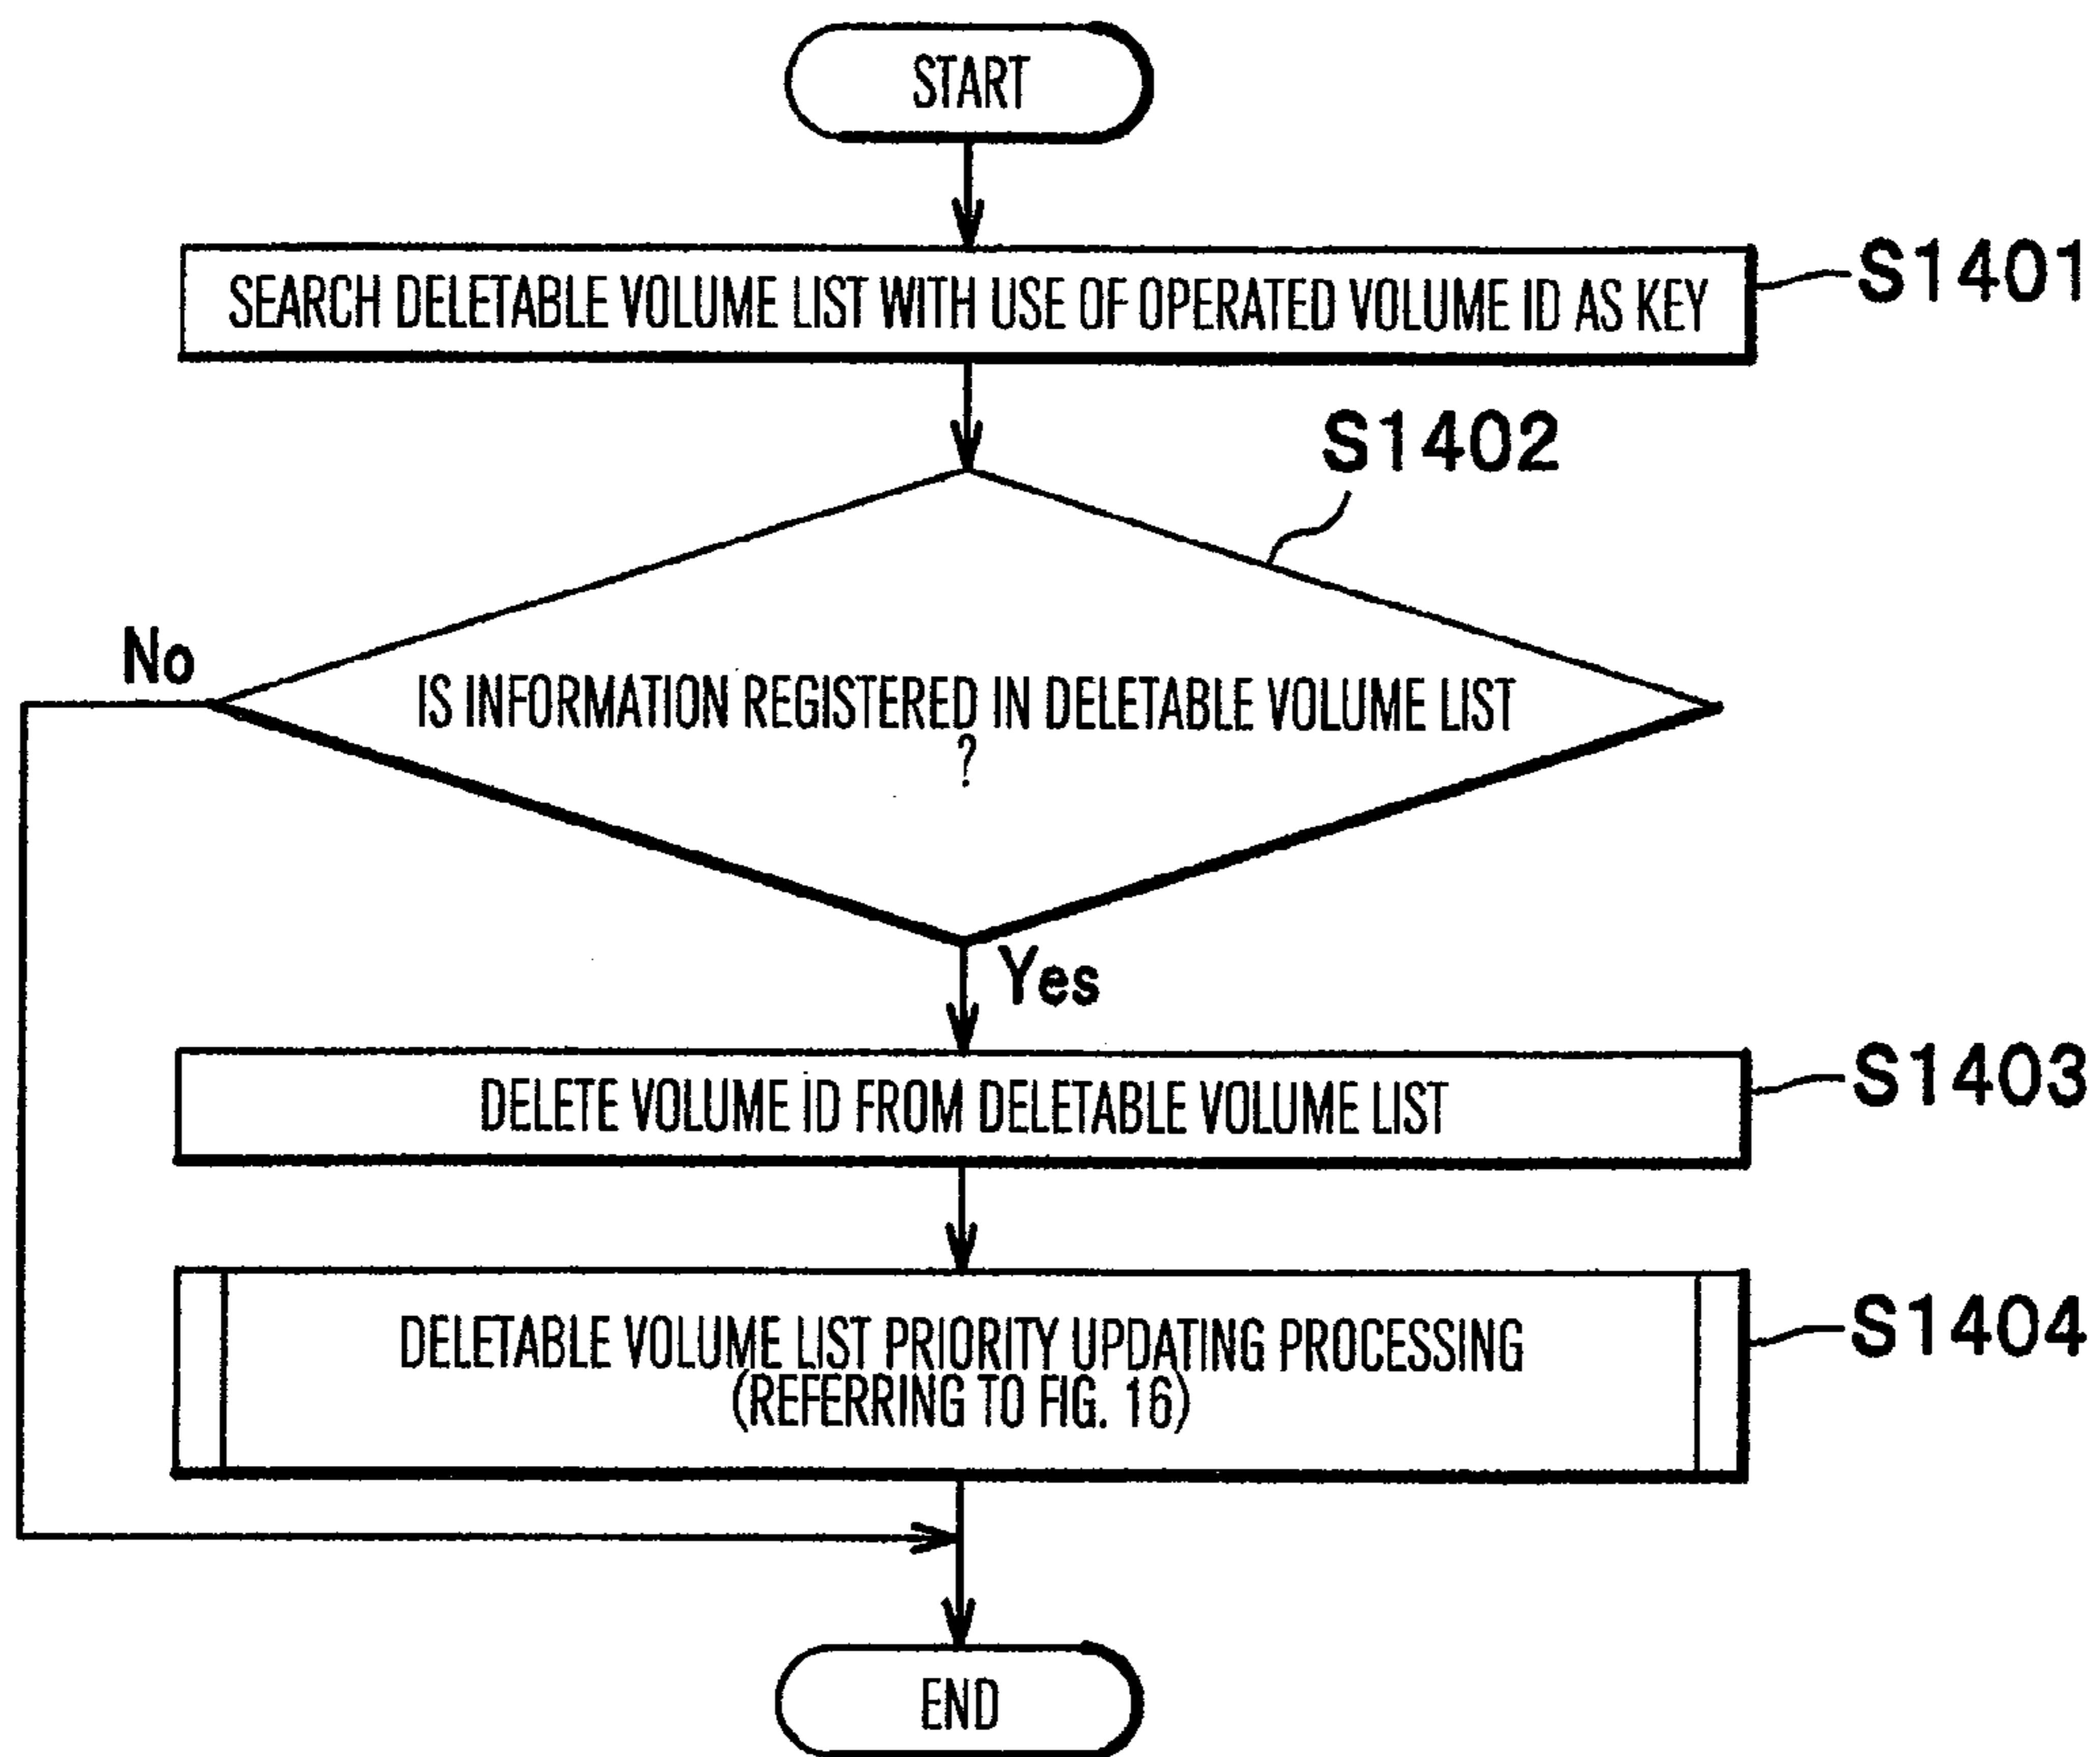 START
SEARCH DELETABLE VOLUME LIST WITH USE OF OPERATED VOLUME ID AS KEY
S1401
S1402
No
IS INFORMATION REGISTERED IN DELETABLE VOLUME LIST
?
Yes
DELETE VOLUME ID FROM DELETABLE VOLUME LIST
S1403
DELETABLE VOLUME LIST PRIORITY UPDATING PROCESSING
(REFERRING TO FIG. 16)
S1404
END